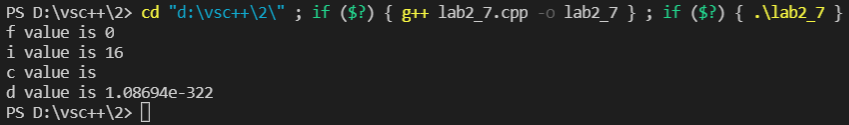 PS D:\vsc++\2> cd "d:\vsc++\2\" ; if ($?) { g++ lab2_7.cpp -o lab2_7 } ; if ($?) { .\lab2_7 }
f value is 0
i value is 16
c value is
d value is 1.08694e-322
PS D:\vsc++\2>